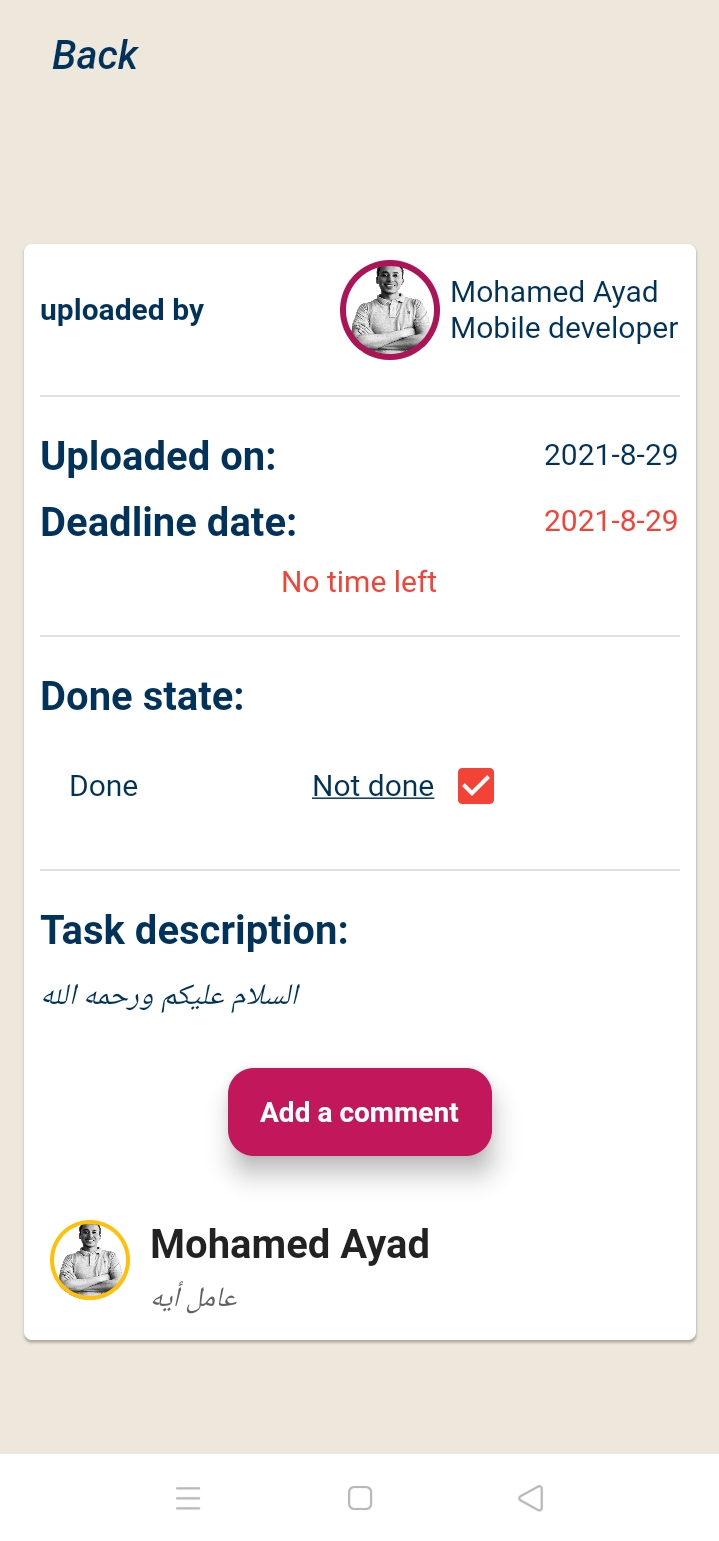 Back
uploaded by
Mohamed Ayad
Mobile developer
Uploaded on: 2021-8-29
Deadline date: 2021-8-29
No time left
Done state:
Done Not done
Task description:
السلام عليكم ورحمه الله
Add a comment
Mohamed Ayad
عامل أيه